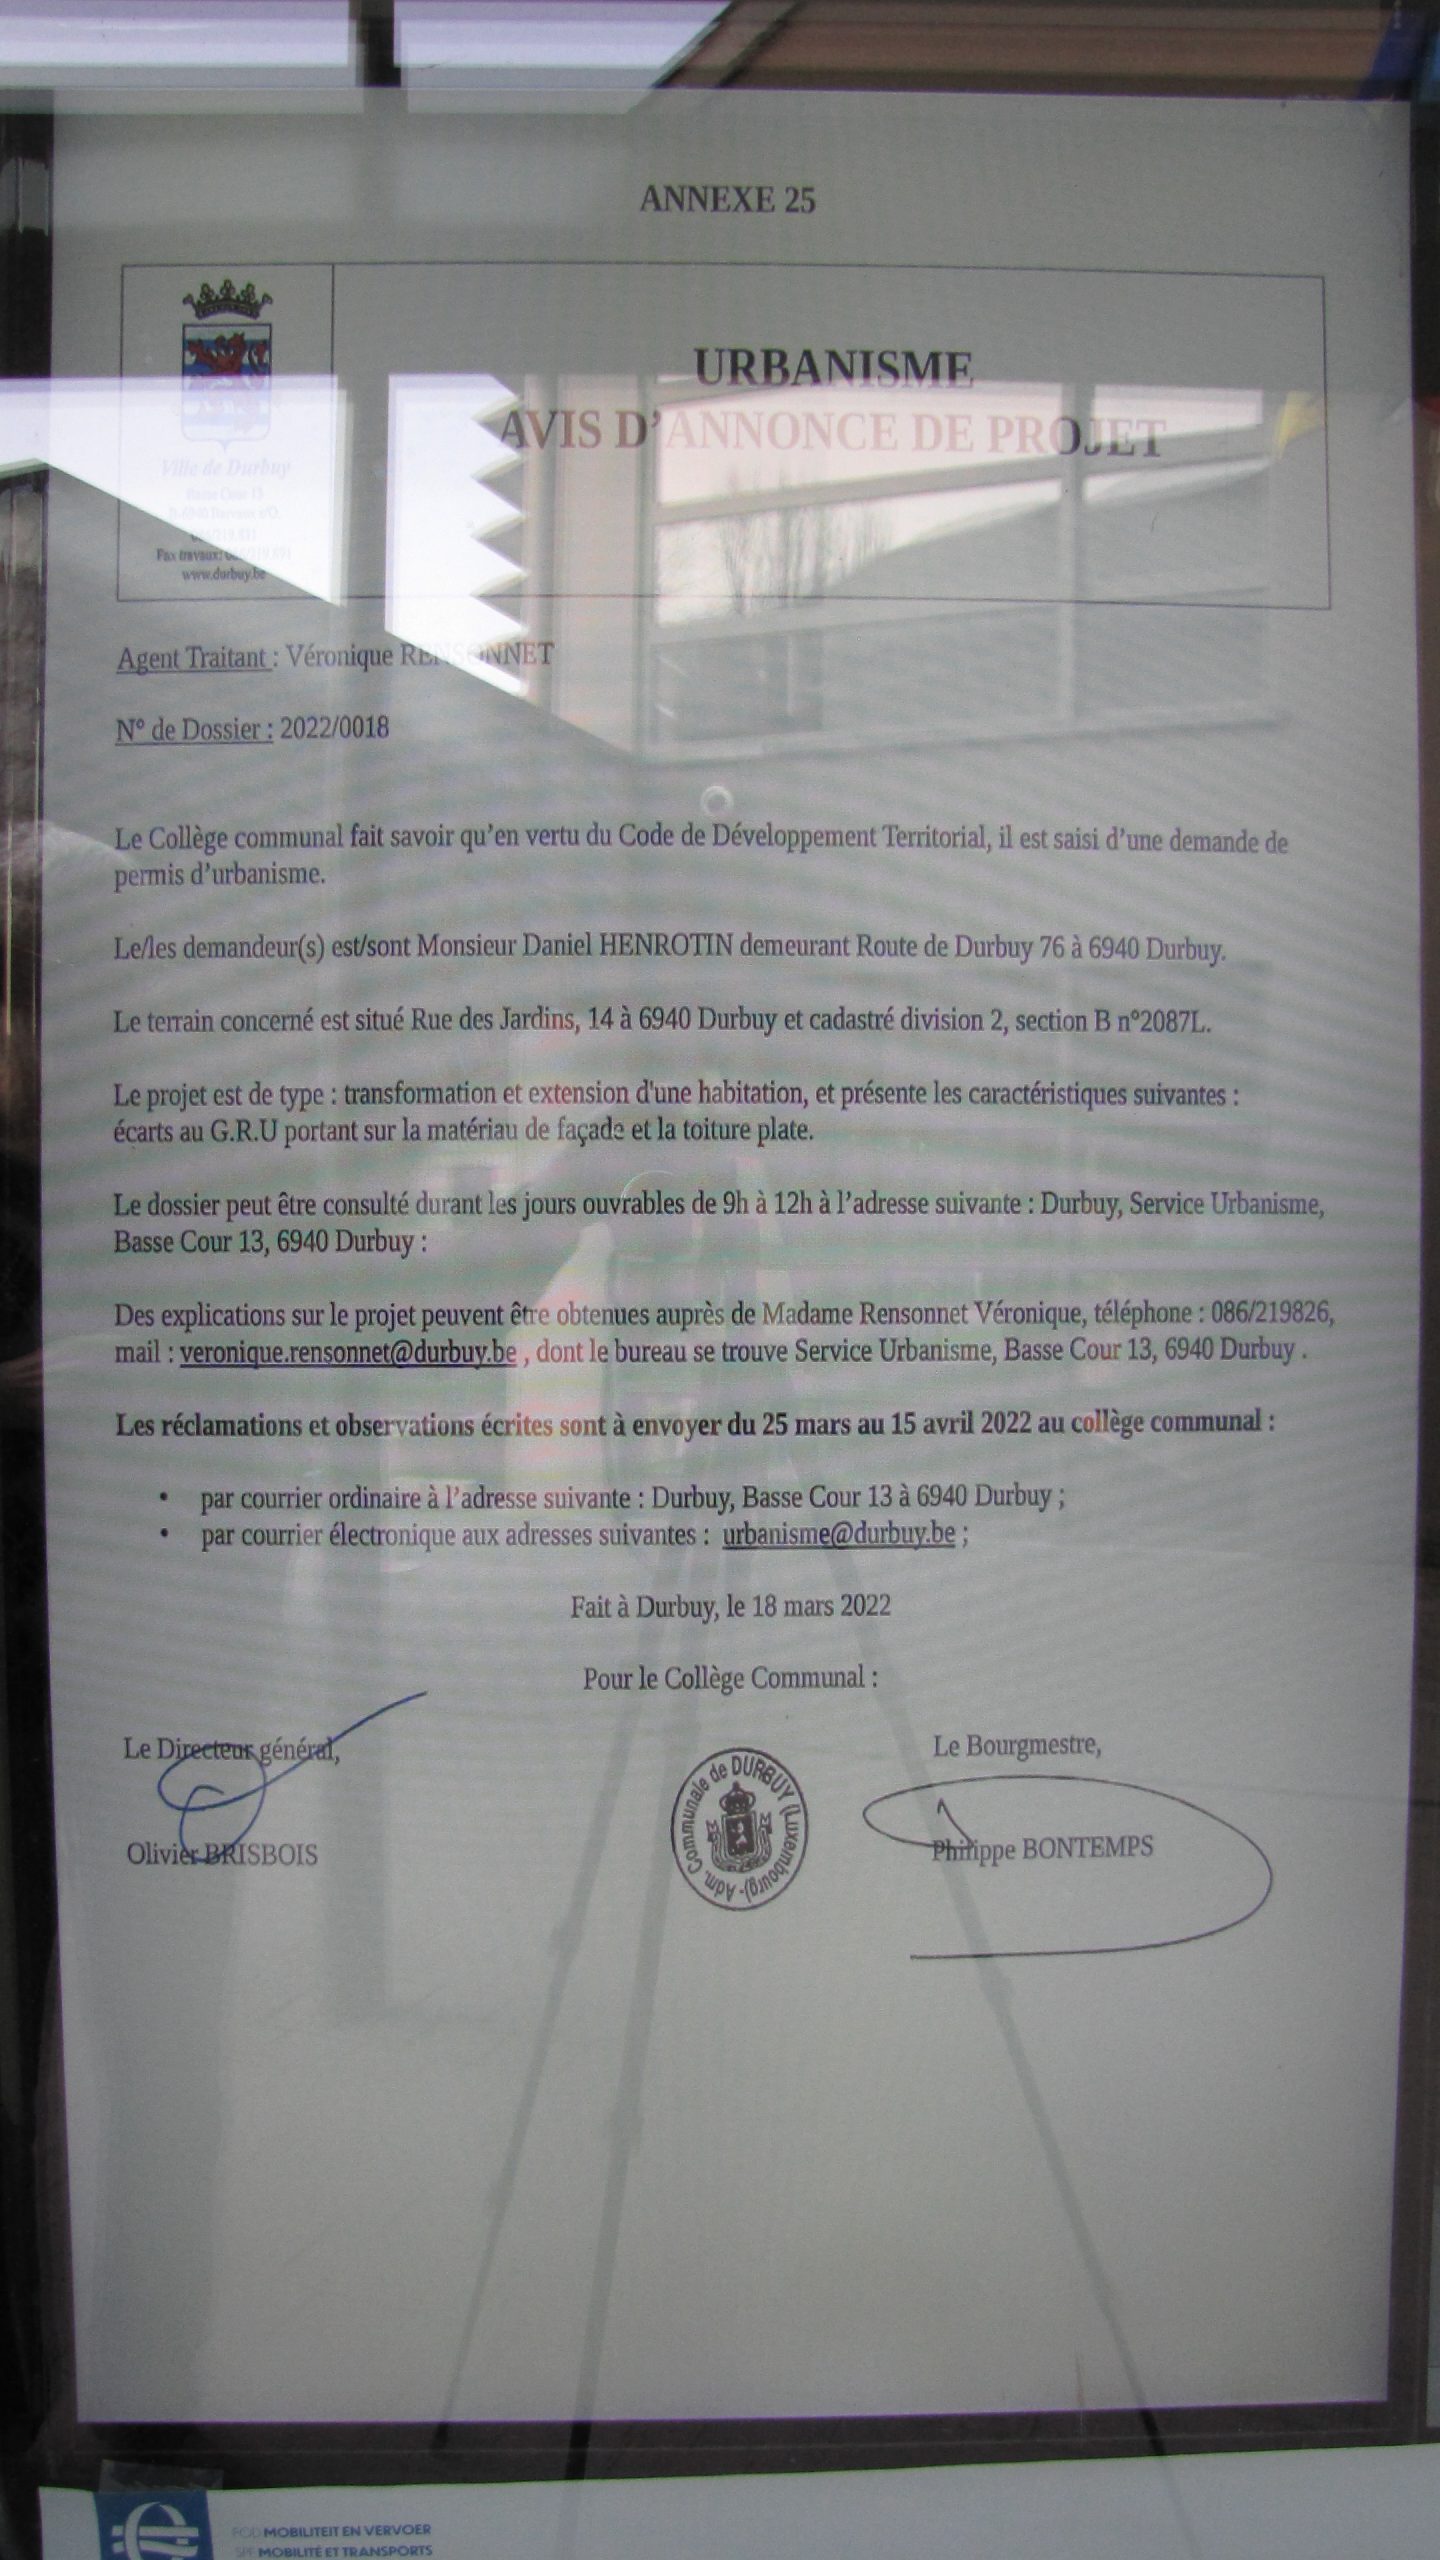 ANNEXE 25
URBANISME
AVIS D'ANNONCE DE PROJET
Ville de Durbuy
Basse Cour 13
Fax travaux:
www.durbuy.be
Agent Traitant : Véronique RENSONNET
N° de Dossier : 2022/0018
Le Collège communal fait savoir qu'en vertu du Code de Développement Territorial, il est saisi d'une demande de
permis d'urbanisme.
Le/les demandeur(s) est/sont Monsieur Daniel HENROTIN demeurant Route de Durbuy 76 à 6940 Durbuy.
Le terrain concerné est situé Rue des Jardins, 14 à 6940 Durbuy et cadastré division 2, section B n°2087L.
Le projet est de type : transformation et extension d'une habitation, et présente les caractéristiques suivantes :
écarts au G.R.U portant sur la matériau de façade et la toiture plate.
Le dossier peut être consulté durant les jours ouvrables de 9h à 12h à l'adresse suivante : Durbuy, Service Urbanisme,
Basse Cour 13, 6940 Durbuy :
Des explications sur le projet peuvent être obtenues auprès de Madame Rensonnet Véronique, téléphone : 086/219826,
mail : veronique.rensonnet@durbuy.be , dont le bureau se trouve Service Urbanisme, Basse Cour 13, 6940 Durbuy .
Les réclamations et observations écrites sont à envoyer du 25 mars au 15 avril 2022 au collège communal :
• par courrier ordinaire à l'adresse suivante : Durbuy, Basse Cour 13 à 6940 Durbuy ;
• par courrier électronique aux adresses suivantes : urbanisme@durbuy.be ;
Fait à Durbuy, le 18 mars 2022
Pour le Collège Communal :
Le Directeur général,
Le Bourgmestre,
Adm. Communale de DURBUY (Luxembourg)-
Olivier BRISBOIS
Philippe BONTEMPS
FOD MOBILITEIT EN VERVOER
SPF MOBILITÉ ET TRANSPORTS